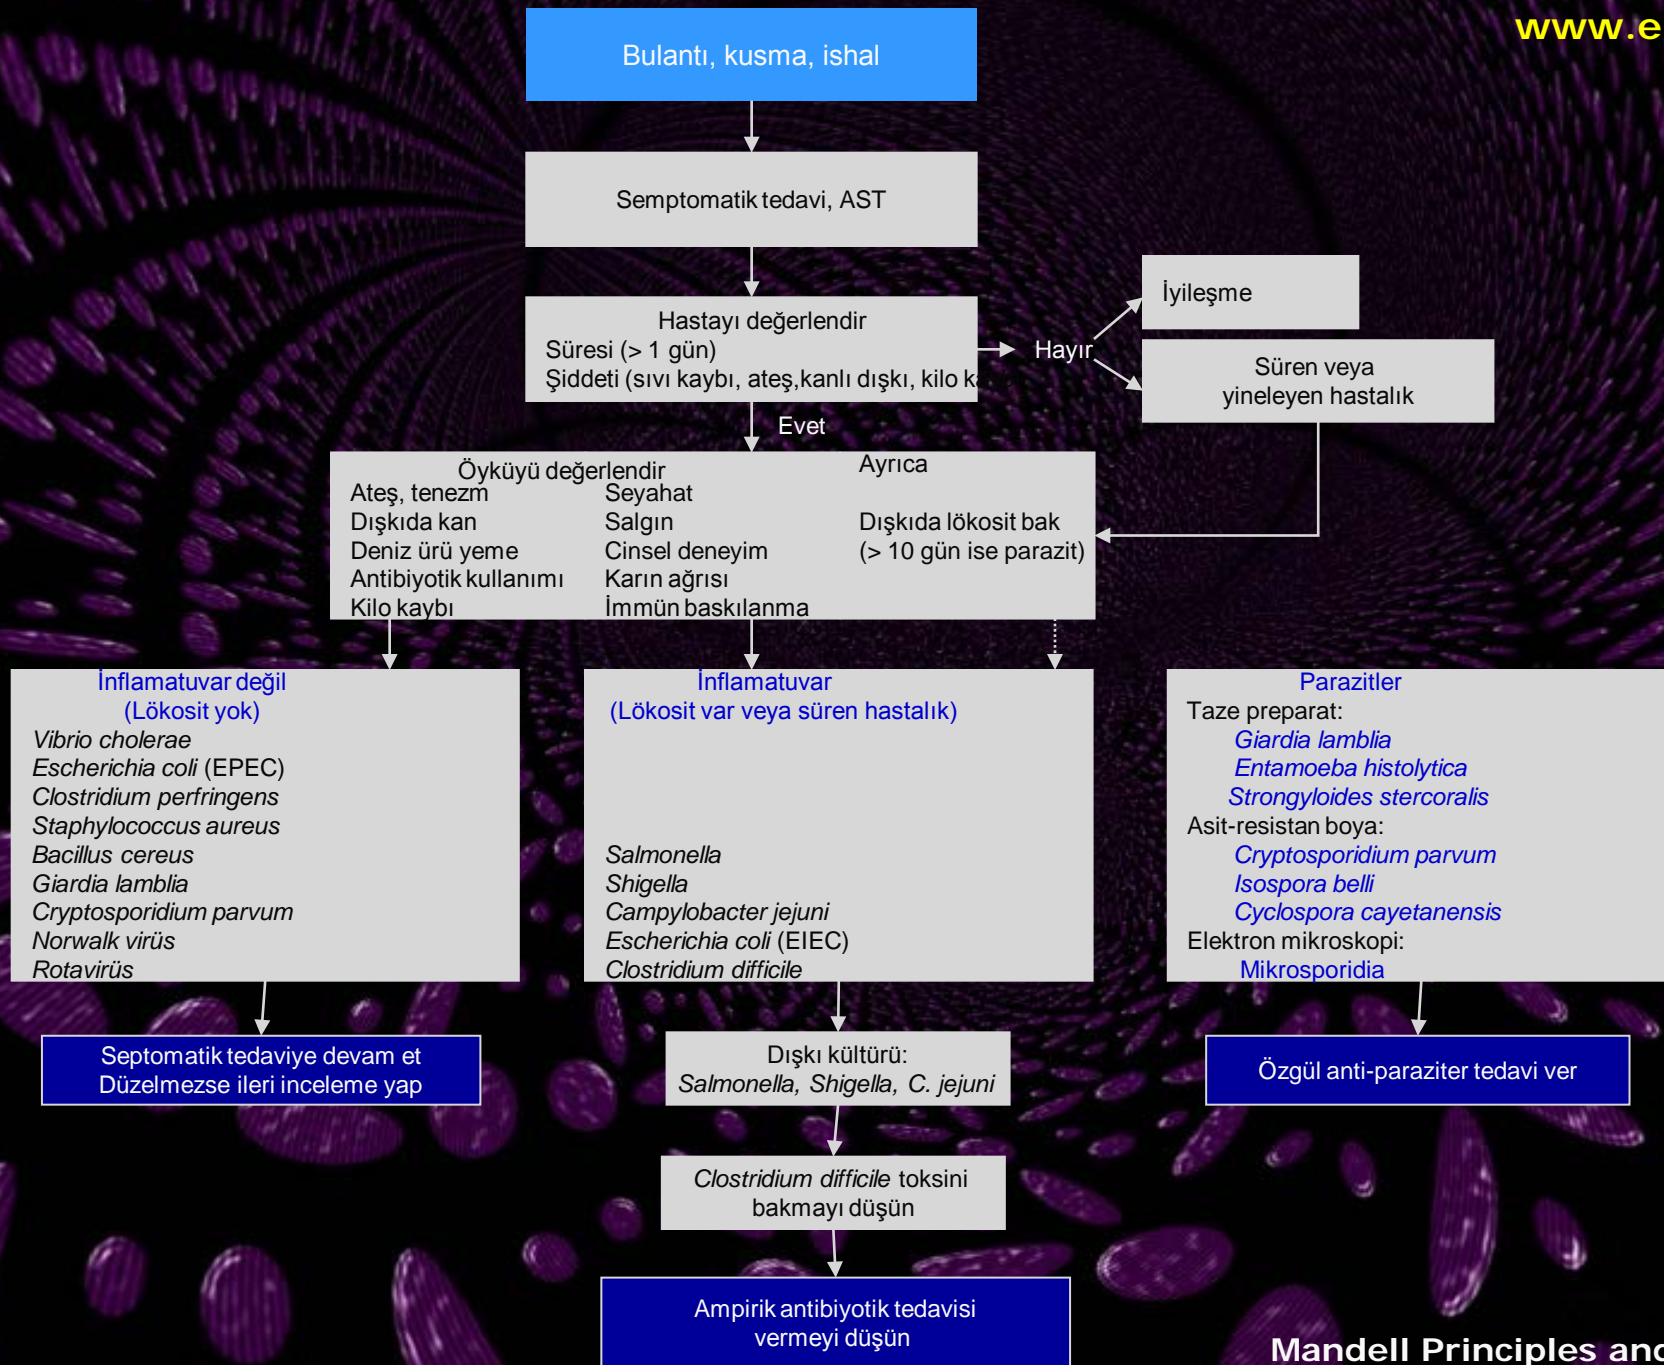 www.e
Bulantı, kusma, ishal
Semptomatik tedavi, AST
Hastayı değerlendir
Süresi (> 1 gün)
Şiddeti (sıvı kaybı, ateş,kanlı dışkı, kilo
Hayır
İyileşme
Süren veya
yineleyen hastalık
Evet
Öyküyü değerlendir
Ateş, tenezm
Dışkıda kan
Deniz ürü yeme
Antibiyotik kullanımı
Kilo kaybı
Seyahat
Salgın
Cinsel deneyim
Karın ağrısı
İmmün baskılanma
Ayrıca
Dışkıda lökosit bak
(> 10 gün ise parazit)
İnflamatuvar değil
(Lökosit yok)
Vibrio cholerae
Escherichia coli (EPEC)
Clostridium perfringens
Staphylococcus aureus
Bacillus cereus
Giardia lamblia
Cryptosporidium parvum
Norwalk virüs
Rotavirüs
İnflamatuvar
(Lökosit var veya süren hastalık)
Salmonella
Shigella
Campylobacter jejuni
Escherichia coli (EIEC)
Clostridium difficile
Parazitler
Taze preparat:
Giardia lamblia
Entamoeba histolytica
Strongyloides stercoralis
Asit-resistan boya:
Cryptosporidium parvum
Isospora belli
Cyclospora cayetanensis
Elektron mikroskopi:
Mikrosporidia
Septomatik tedaviye devam et
Düzelmezse ileri inceleme yap
Dışkı kültürü:
Salmonella, Shigella, C. jejuni
Özgül anti-paraziter tedavi ver
Clostridium difficile toksini
bakmayı düşün
Ampirik antibiyotik tedavisi
vermeyi düşün
Mandell Principles and